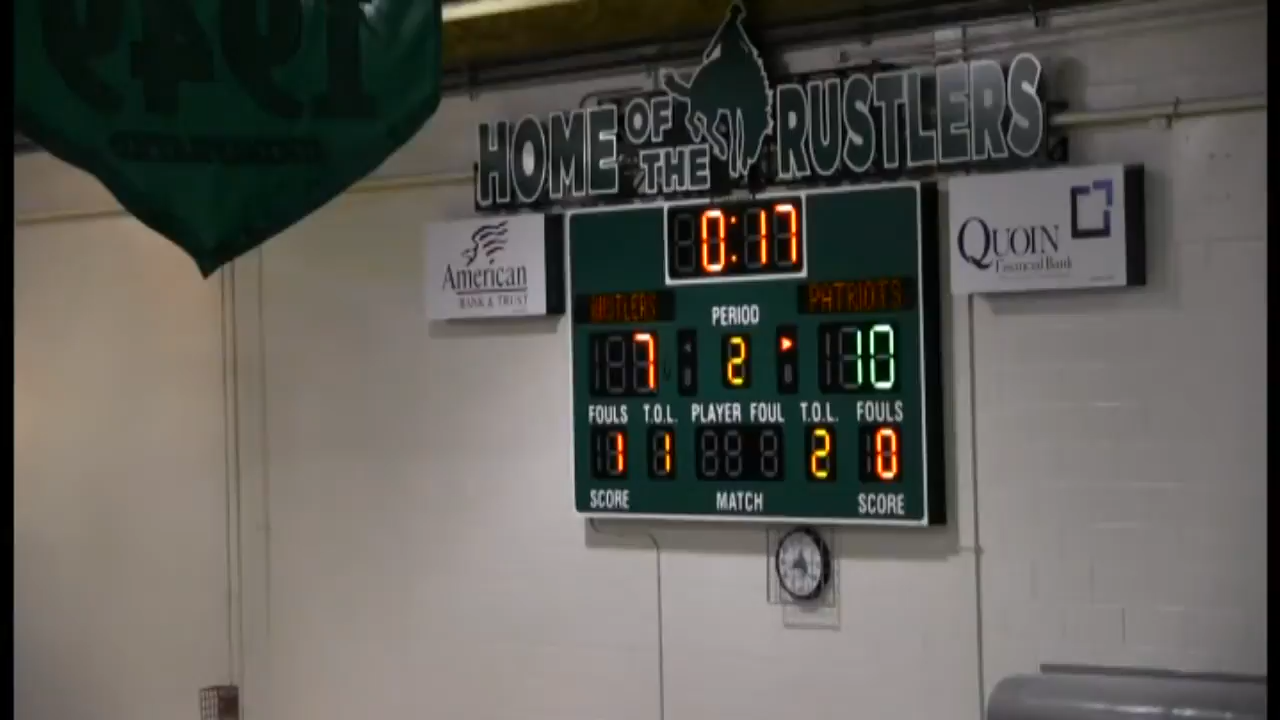 1949
HOME OF THE RUSTLERS
American
BANK & TRUST
QUOIN
Financial Bank
0:17
PATRIOTS
PERIOD
7 2 10
FOULS T.O.L. PLAYER FOUL T.O.L. FOULS
1 1 2 0
SCORE MATCH SCORE